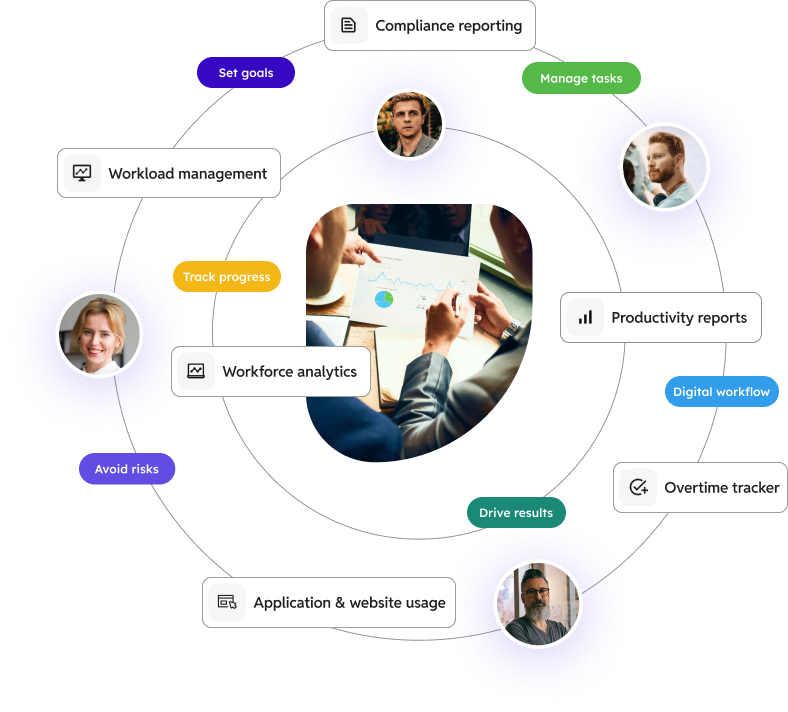 Compliance reporting
Set goals
Manage tasks
Workload management
Track progress
Productivity reports
Workforce analytics
Digital workflow
Avoid risks
Overtime tracker
Drive results
Application & website usage